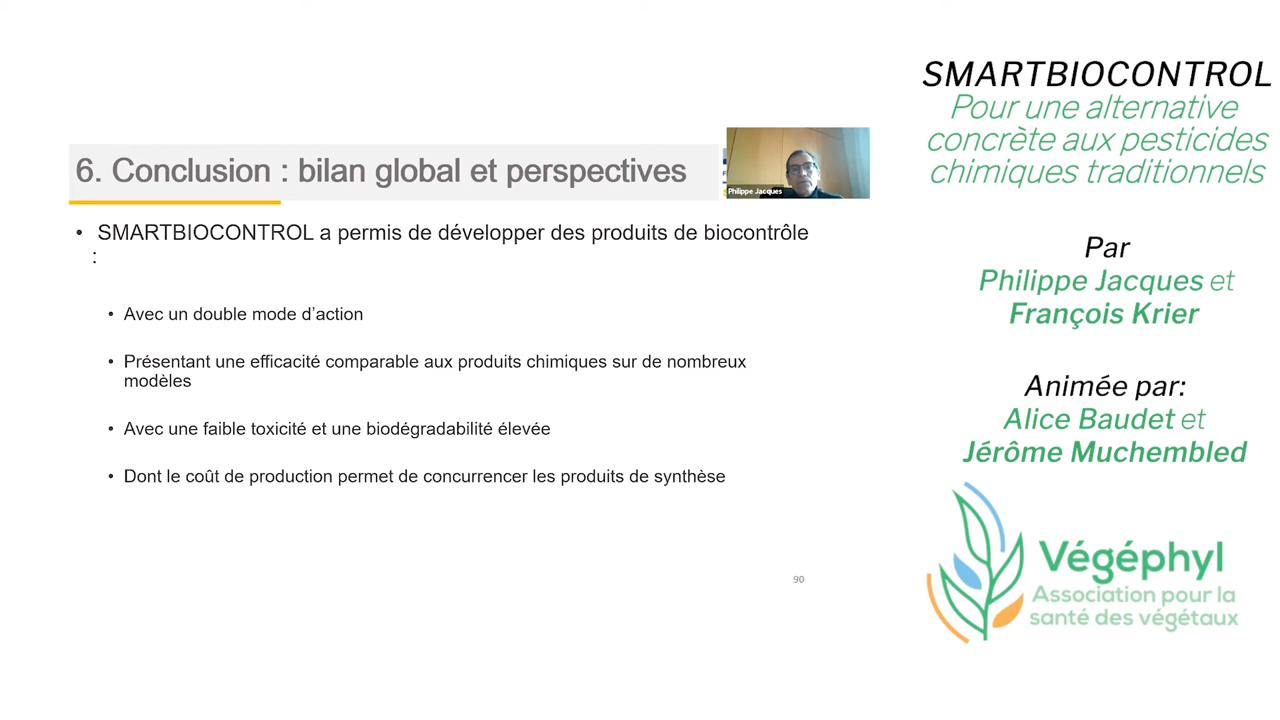 6. Conclusion : bilan global et perspectives
Philippe Jacques
• SMARTBIOCONTROL a permis de développer des produits de biocontrôle
:
• Avec un double mode d’action
• Présentant une efficacité comparable aux produits chimiques sur de nombreux
modèles
• Avec une faible toxicité et une biodégradabilité élevée
• Dont le coût de production permet de concurrencer les produits de synthèse
90
SMARTBIOCONTROL
Pour une alternative
concrète aux pesticides
chimiques traditionnels
Par
Philippe Jacques et
François Krier
Animée par:
Alice Baudet et
Jérôme Muchembled
Végéphyl
Association pour la
santé des végétaux